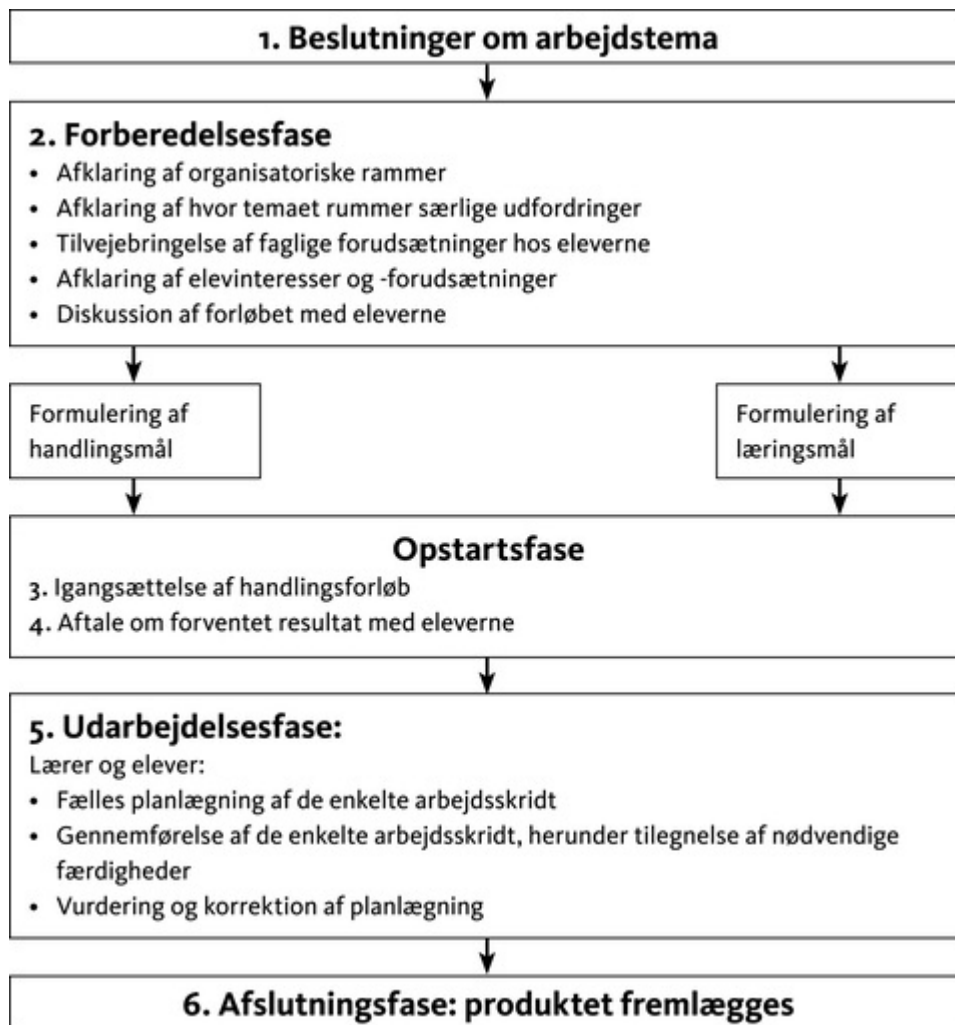 1. Beslutninger om arbejdstema
2. Forberedelsesfase
• Afklaring af organisatoriske rammer
• Afklaring af hvor temaet rummer særlige udfordringer
• Tilvejebringelse af faglige forudsætninger hos eleverne
• Afklaring af elevinteresser og -forudsætninger
• Diskussion af forløbet med eleverne
Formulering af
handlingsmål
Formulering af
læringsmål
Opstartsfase
3. Igangsættelse af handlingsforløb
4. Aftale om forventet resultat med eleverne
5. Udarbejdelsesfase:
Lærer og elever:
• Fælles planlægning af de enkelte arbejdsskridt
• Gennemførelse af de enkelte arbejdsskridt, herunder tilegnelse af nødvendige
færdigheder
• Vurdering og korrektion af planlægning
6. Afslutningsfase: produktet fremlægges